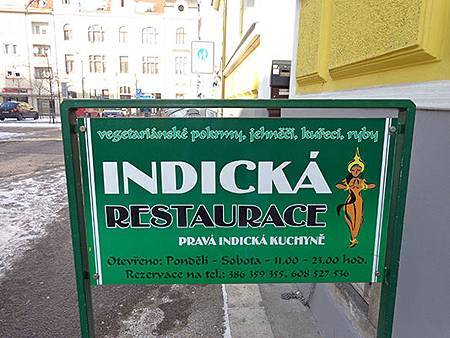 vegetariánské pokrmy, jehněčí, kuřecí, ryby
INDICKÁ
RESTAURACE
PRAVÁ INDICKÁ KUCHYNĚ
Otevřeno: Pondělí - Sobota - 11.00 - 23.00 hod.
Rezervace na tel.: 386 359 355, 608 527 536